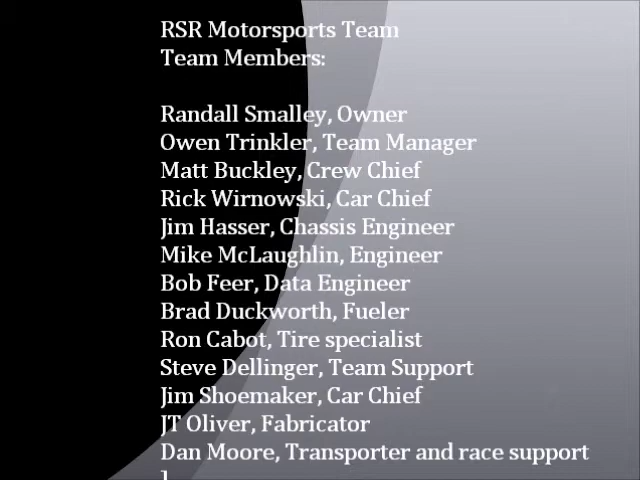 RSR Motorsports Team
Team Members:
Randall Smalley, Owner
Owen Trinkler, Team Manager
Matt Buckley, Crew Chief
Rick Wirnowski, Car Chief
Jim Hasser, Chassis Engineer
Mike McLaughlin, Engineer
Bob Feer, Data Engineer
Brad Duckworth, Fueler
Ron Cabot, Tire specialist
Steve Dellinger, Team Support
Jim Shoemaker, Car Chief
JT Oliver, Fabricator
Dan Moore, Transporter and race support